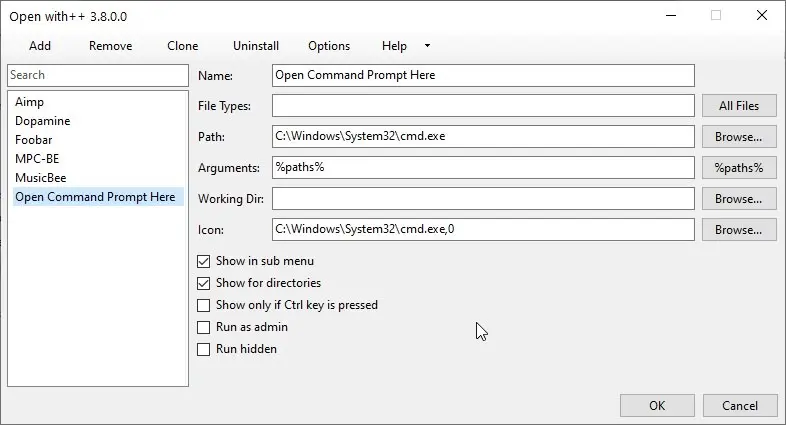 Open with++ 3.8.0.0
Add Remove Clone Uninstall Options Help
Search
Aimp
Dopamine
Foobar
MPC-BE
MusicBee
Open Command Prompt Here
Name: Open Command Prompt Here
File Types: All Files
Path: C:\Windows\System32\cmd.exe Browse...
Arguments: %paths% %paths%
Working Dir: Browse...
Icon: C:\Windows\System32\cmd.exe,0 Browse...
Show in sub menu
Show for directories
Show only if Ctrl key is pressed
Run as admin
Run hidden
OK Cancel